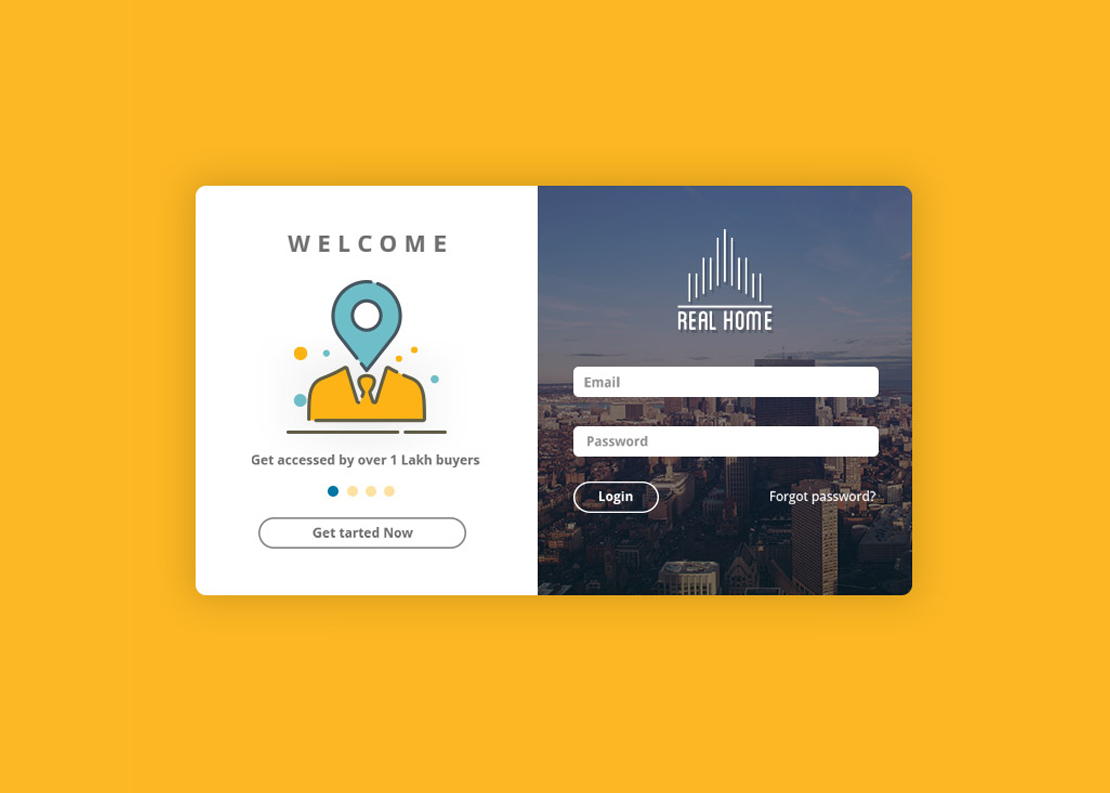 WELCOME
Get accessed by over 1 Lakh buyers
Get tarted Now
REAL HOME
Email
Password
Login
Forgot password?